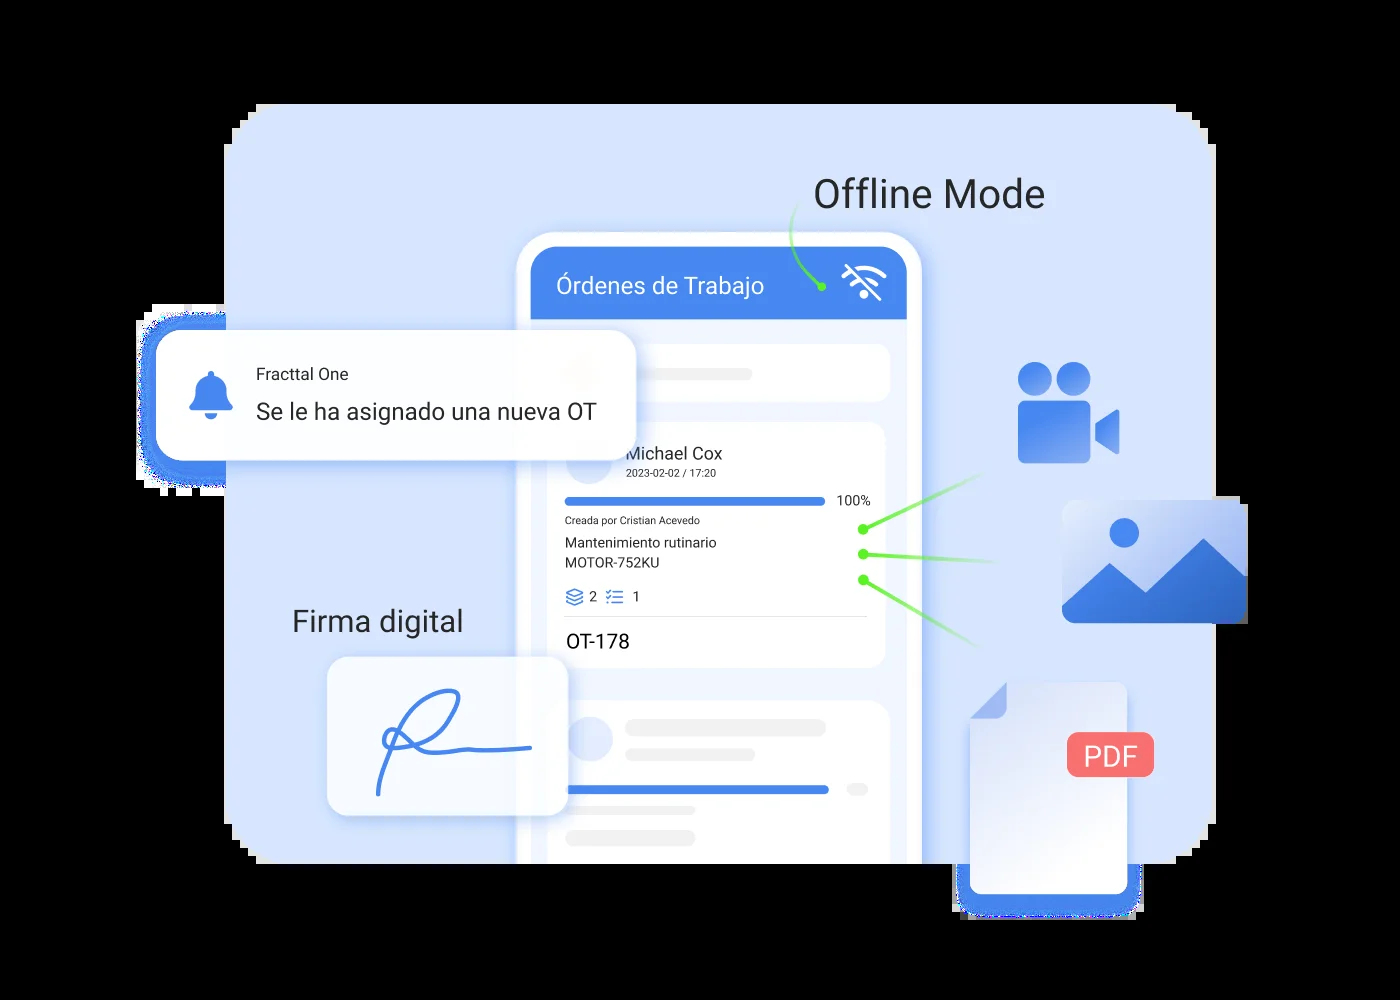 Offline Mode
Órdenes de Trabajo
Fracttal One
Se le ha asignado una nueva OT
Michael Cox
2023-02-02 / 17:20
100%
Creada por Cristian Acevedo
Mantenimiento rutinario
MOTOR-752KU
2 1
OT-178
Firma digital
PDF